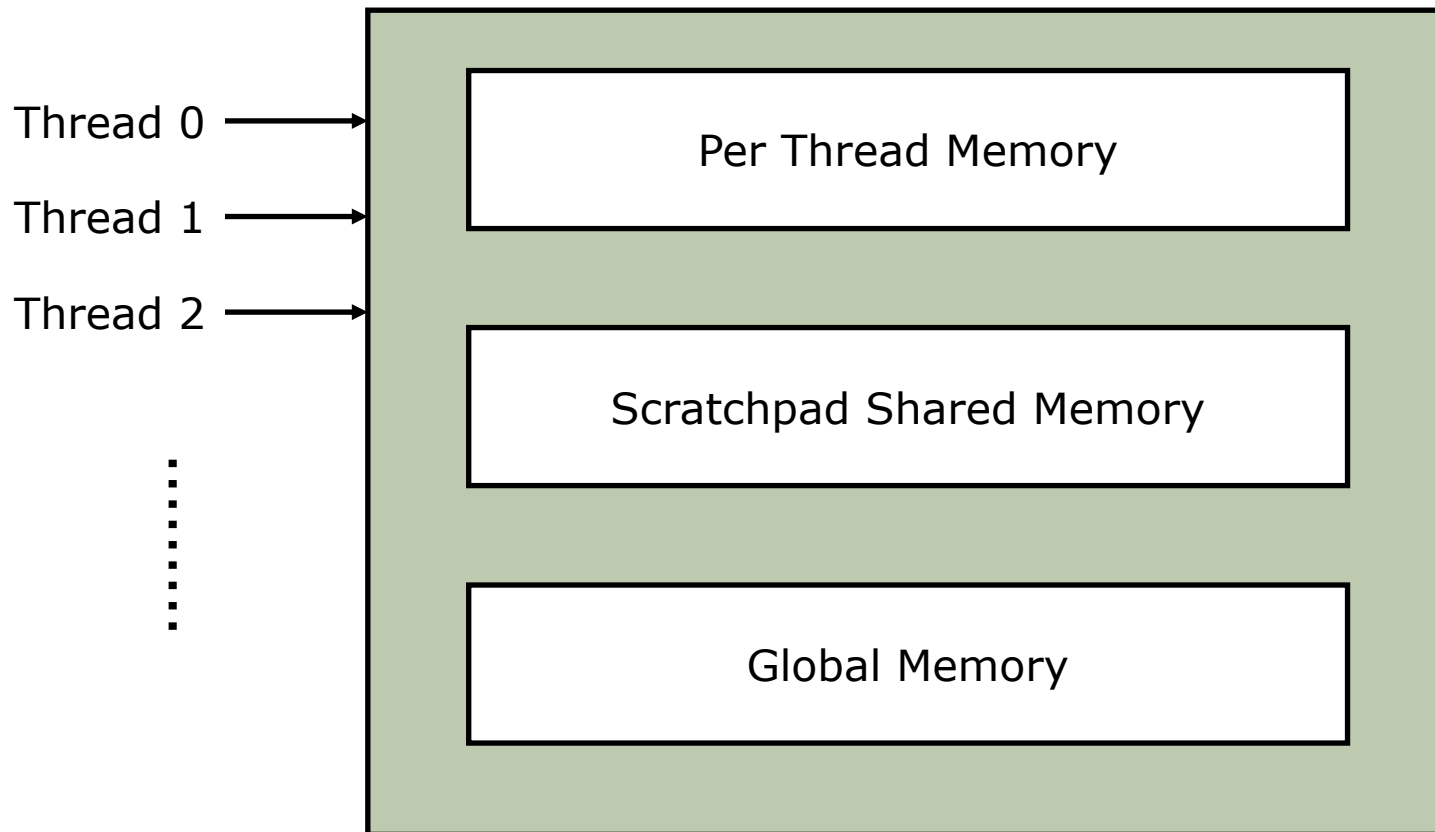 Thread 0
Thread 1
Thread 2
Per Thread Memory
Scratchpad Shared Memory
Global Memory